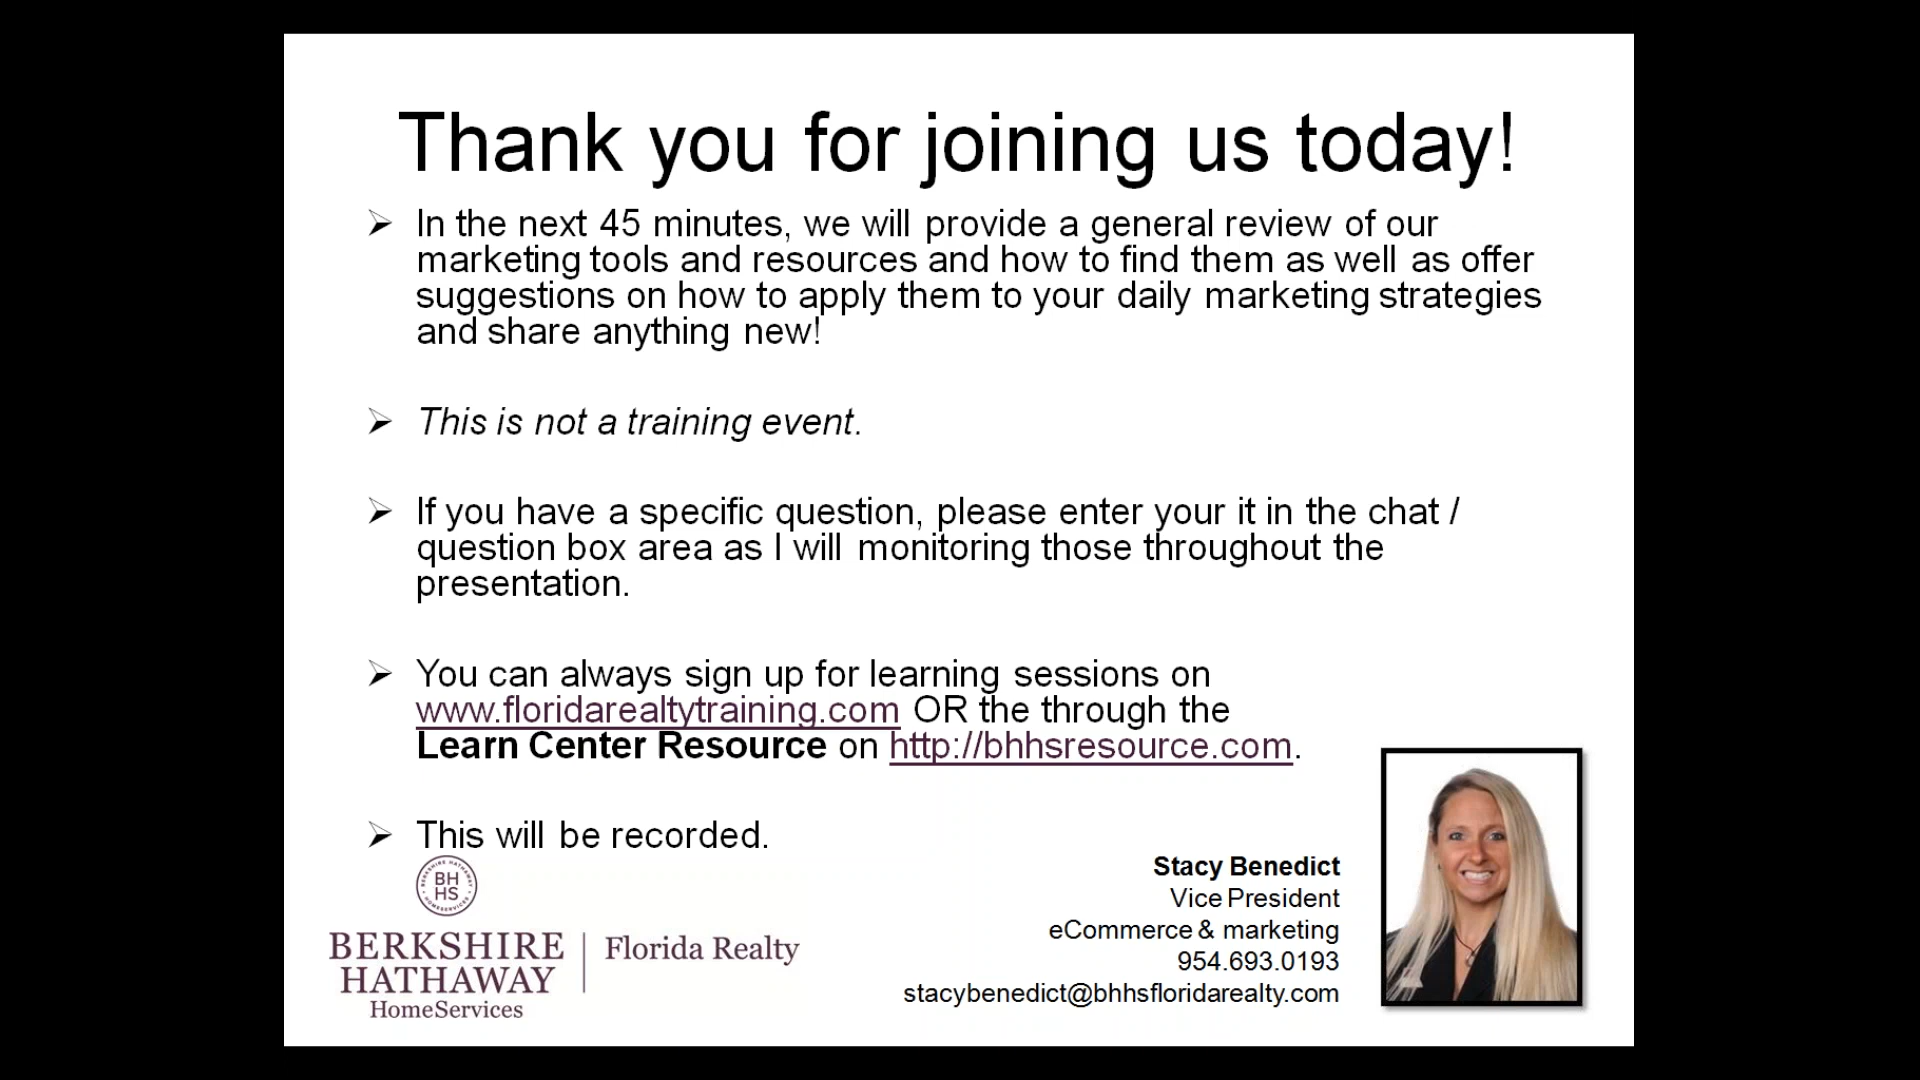 Thank you for joining us today!
➢ In the next 45 minutes, we will provide a general review of our
marketing tools and resources and how to find them as well as offer
suggestions on how to apply them to your daily marketing strategies
and share anything new!
➢ This is not a training event.
➢ If you have a specific question, please enter your it in the chat /
question box area as I will monitoring those throughout the
presentation.
➢ You can always sign up for learning sessions on
www.floridarealtytraining.com OR the through the
Learn Center Resource on http://bhhsresource.com.
➢ This will be recorded.
BERKSHIRE HATHAWAY
BH
HS
HOMESERVICES
BERKSHIRE
HATHAWAY
HomeServices
Florida Realty
Stacy Benedict
Vice President
eCommerce & marketing
954.693.0193
stacybenedict@bhhsfloridarealty.com